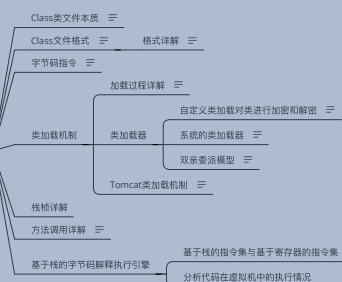 Class类文件本质
Class文件格式
格式详解
字节码指令
加载过程详解
自定义类加载对类进行加密和解密
类加载机制
类加载器
系统的类加载器
双亲委派模型
Tomcat类加载机制
栈桢详解
方法调用详解
基于栈的字节码解释执行引擎
基于栈的指令集与基于寄存器的指令集
分析代码在虚拟机中的执行情况